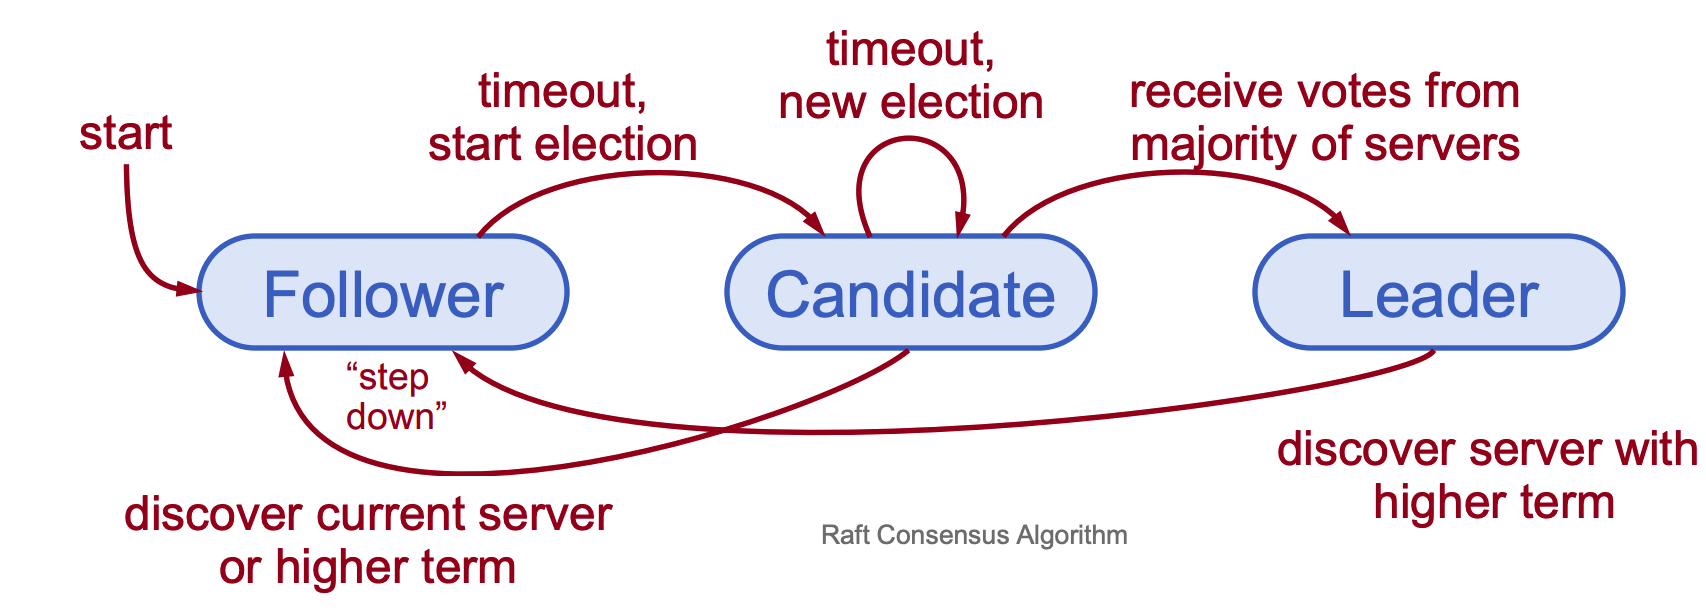 start
timeout,
start election
timeout,
new election
receive votes from
majority of servers
Follower
Candidate
Leader
“step
down”
discover current server
or higher term
discover server with
higher term
Raft Consensus Algorithm